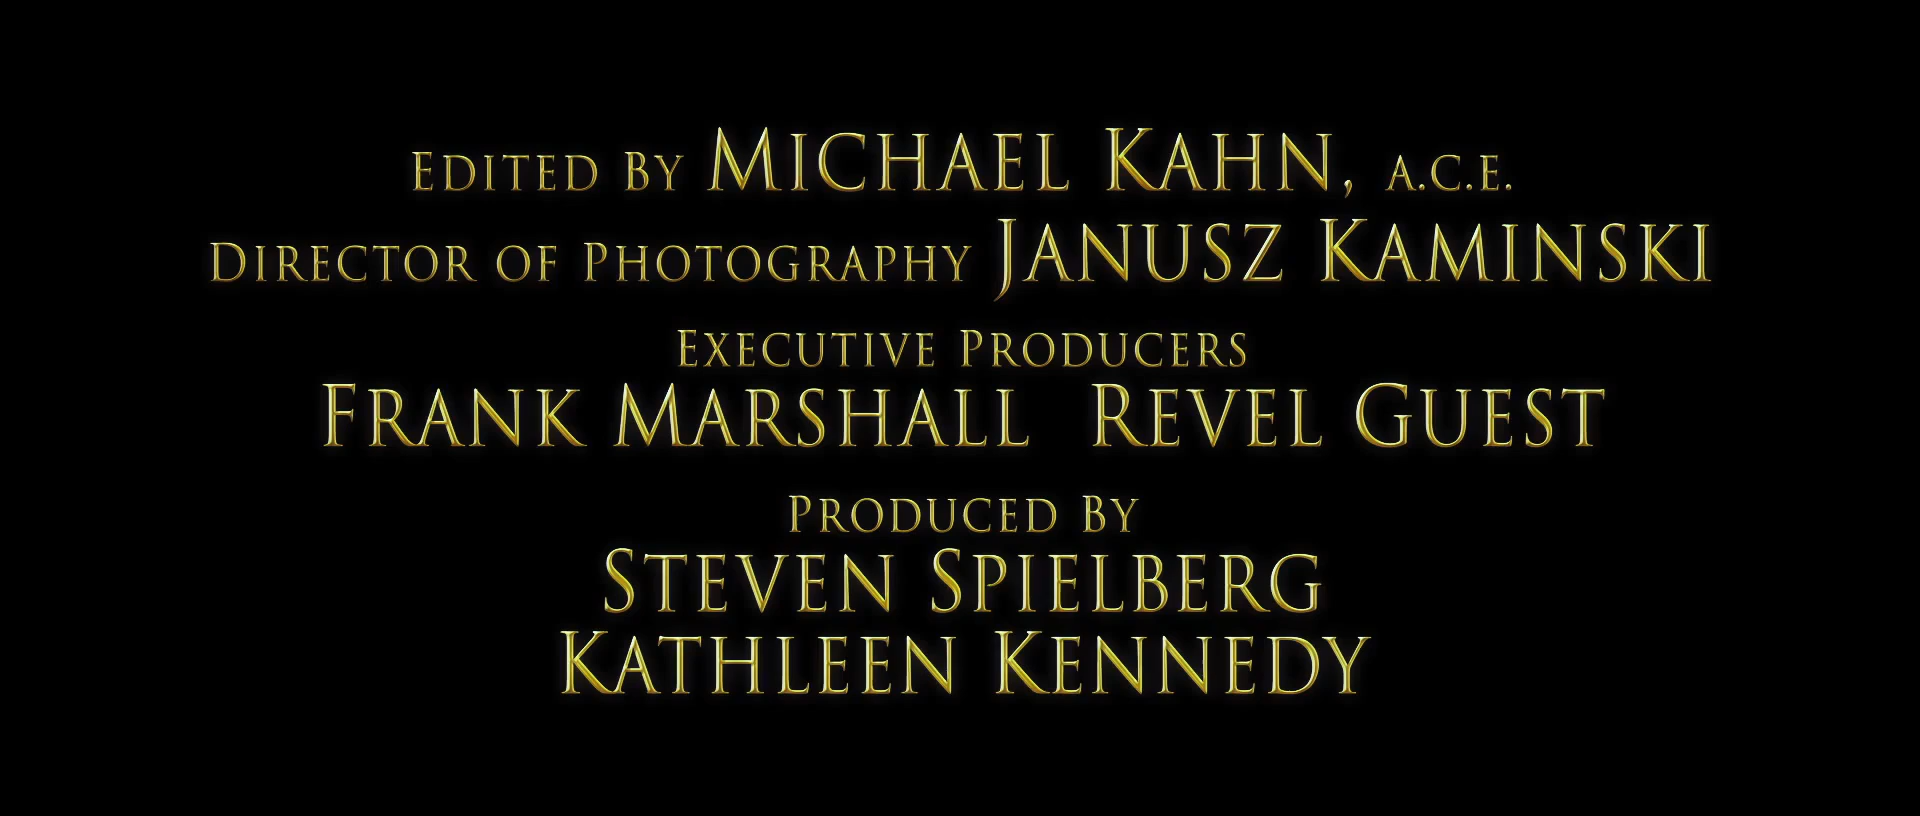 Edited By Michael Kahn, A.C.E.
Director of Photography Janusz Kaminski
Executive Producers
Frank Marshall Revel Guest
Produced By
Steven Spielberg
Kathleen Kennedy